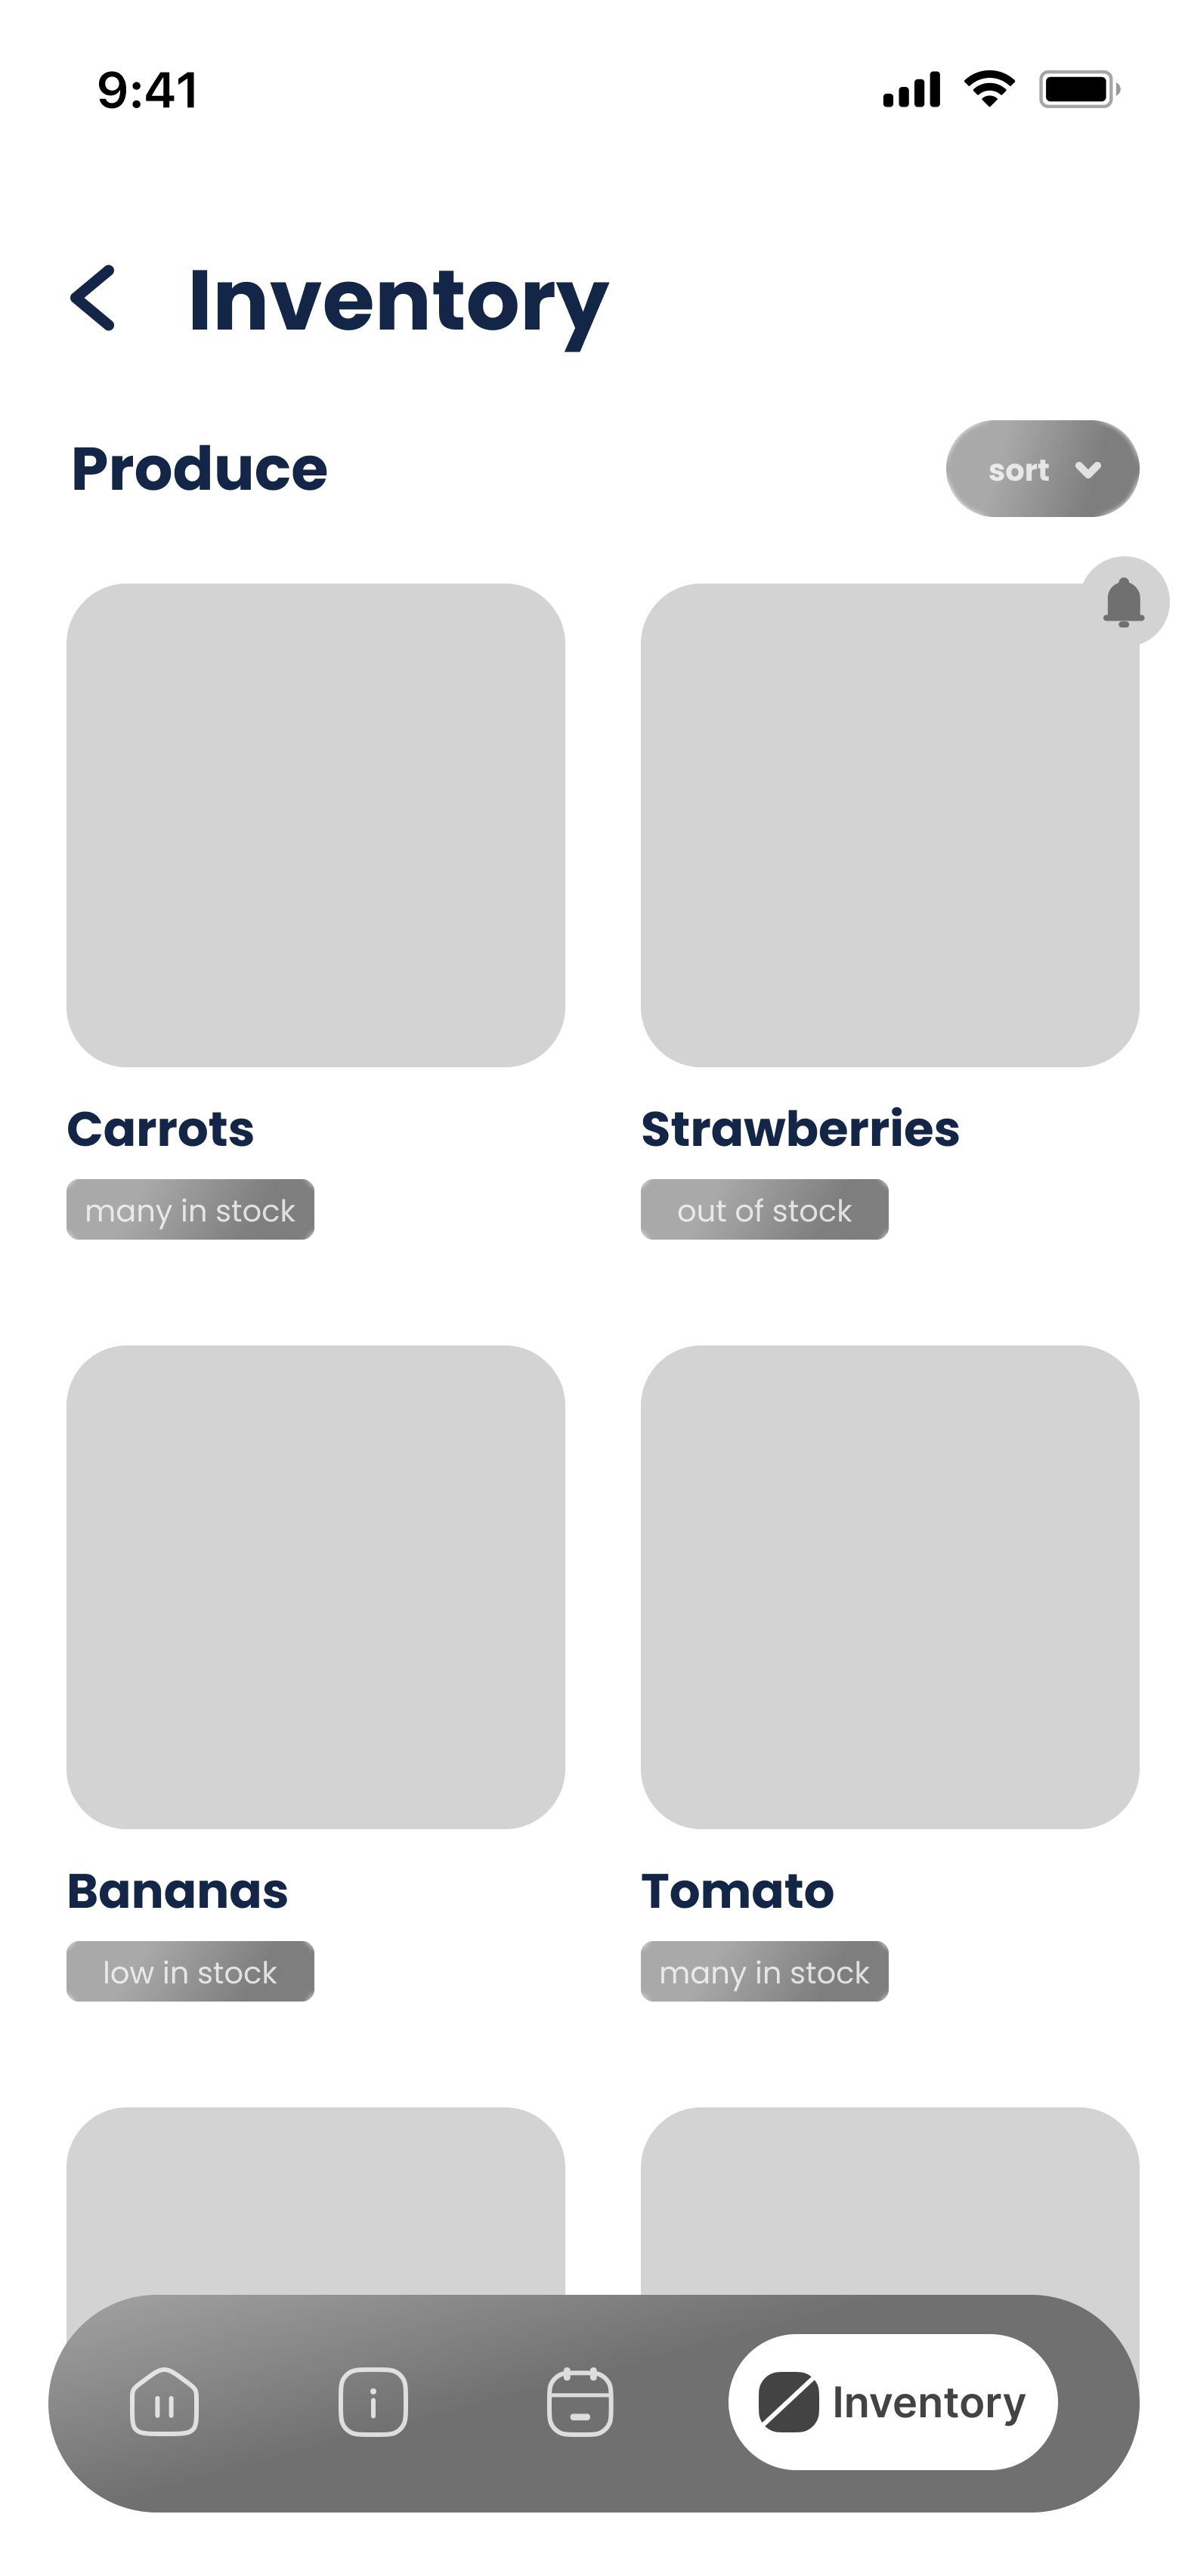 9:41
Inventory
Produce
sort
Carrots
Strawberries
many in stock
out of stock
Bananas
Tomato
low in stock
many in stock
Inventory